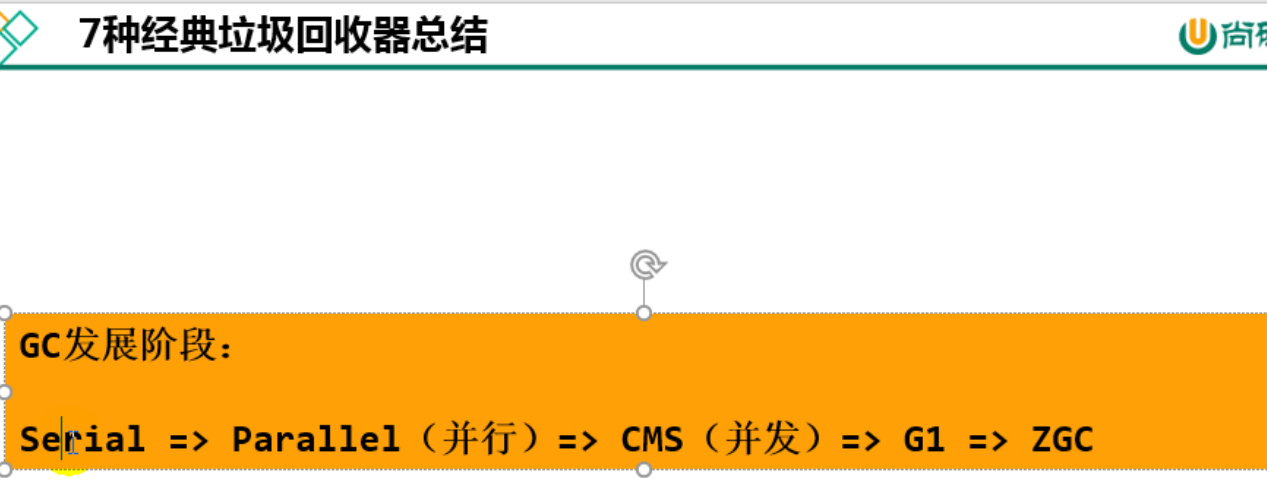 7种经典垃圾回收器总结
尚
GC发展阶段：
Serial => Parallel（并行）=> CMS（并发）=> G1 => ZGC